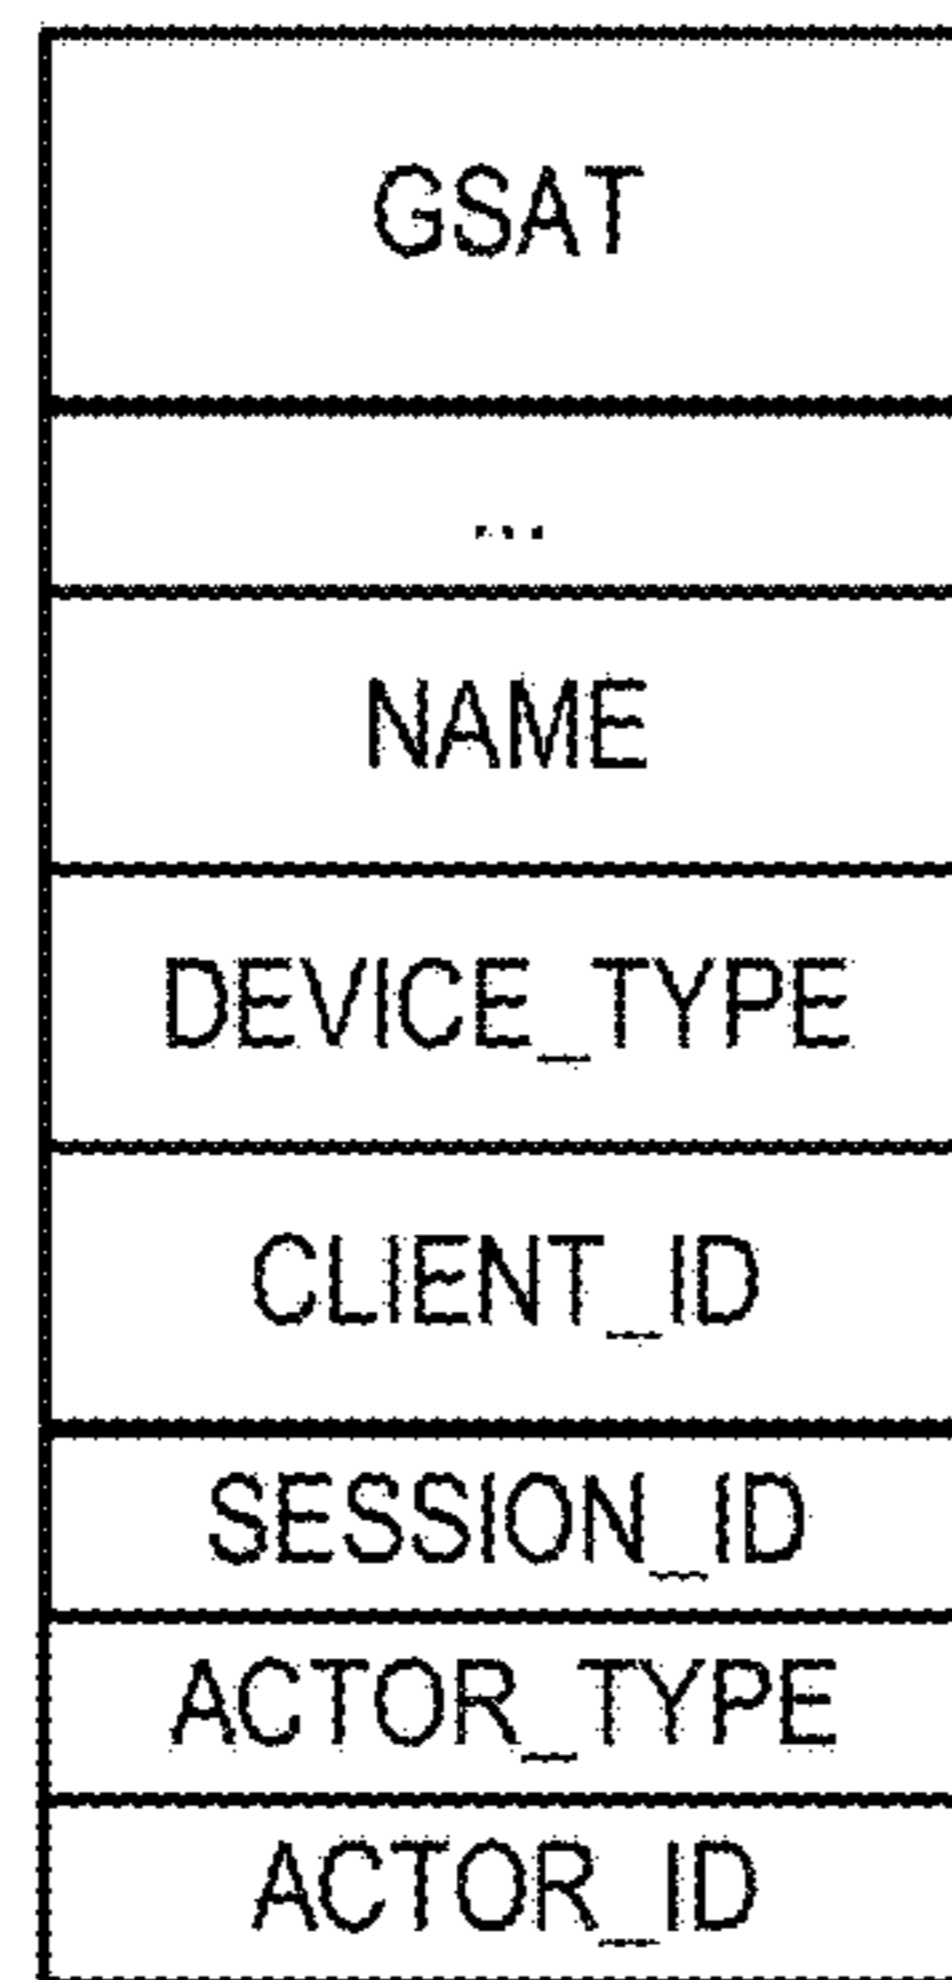 GSAT
...
NAME
DEVICE_TYPE
CLIENT_ID
SESSION_ID
ACTOR_TYPE
ACTOR_ID